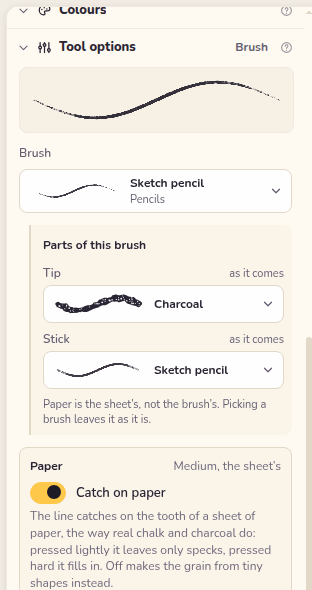 Colours
Tool options
Brush
Brush
Sketch pencil
Pencils
Parts of this brush
Tip
as it comes
Charcoal
Stick
as it comes
Sketch pencil
Paper is the sheet's, not the brush's. Picking a
brush leaves it as it is.
Paper
Medium, the sheet's
Catch on paper
The line catches on the tooth of a sheet of
paper, the way real chalk and charcoal do:
pressed lightly it leaves only specks, pressed
hard it fills in. Off makes the grain from tiny
shapes instead.